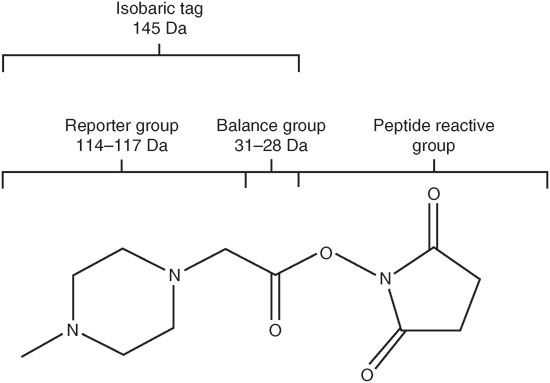 Isobaric tag
145 Da
Reporter group
114–117 Da
Balance group
31–28 Da
Peptide reactive
group
O
O
N
N
N
O
O